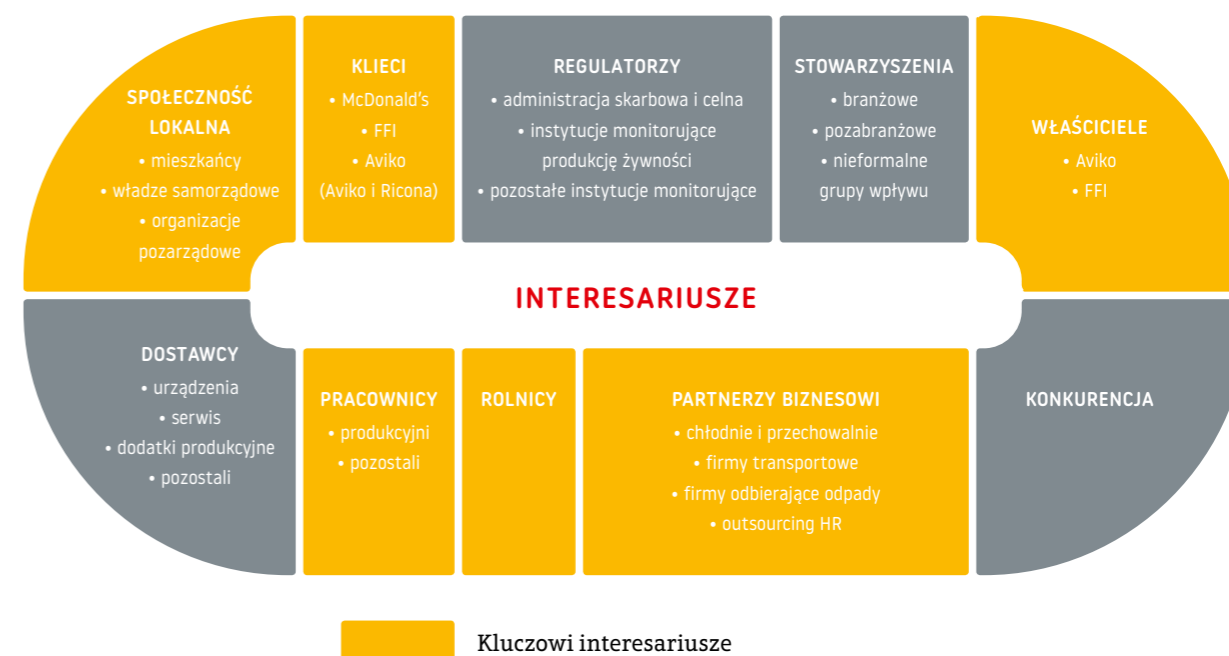 SPOŁECZNOŚĆ
LOKALNA
• mieszkańcy
• władze samorządowe
• organizacje
pozarządowe
KLIECI
• McDonald's
• FFI
• Aviko
(Aviko i Ricona)
REGULATORZY
• administracja skarbowa i celna
• instytucje monitorujące
produkcję żywności
• pozostałe instytucje monitorujące
STOWARZYSZENIA
• branżowe
• pozabranżowe
• nieformalne
grupy wpływu
WŁAŚCICIELE
• Aviko
• FFI
INTERESARIUSZE
DOSTAWCY
• urządzenia
• serwis
• dodatki produkcyjne
• pozostali
PRACOWNICY
• produkcyjni
• pozostali
ROLNICY
PARTNERZY BIZNESOWI
• chłodnie i przechowalnie
• firmy transportowe
• firmy odbierające odpady
• outsourcing HR
KONKURENCJA
Kluczowi interesariusze